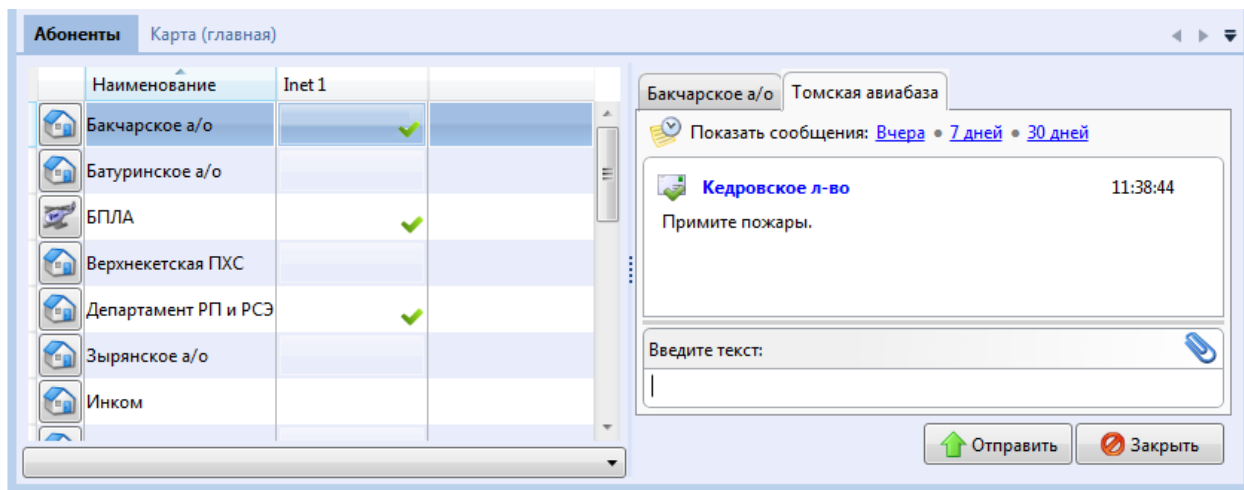 Абоненты Карта (главная)
Наименование Inet 1
Бакчарское а/о
Батуринское а/о
БПЛА
Верхнекетская ПХС
Департамент РП и РСЭ
Зырянское а/о
Инком
Бакчарское а/о Томская авиабаза
Показать сообщения: Вчера • 7 дней • 30 дней
Кедровское л-во 11:38:44
Примите пожары.
Введите текст:
Отправить Закрыть